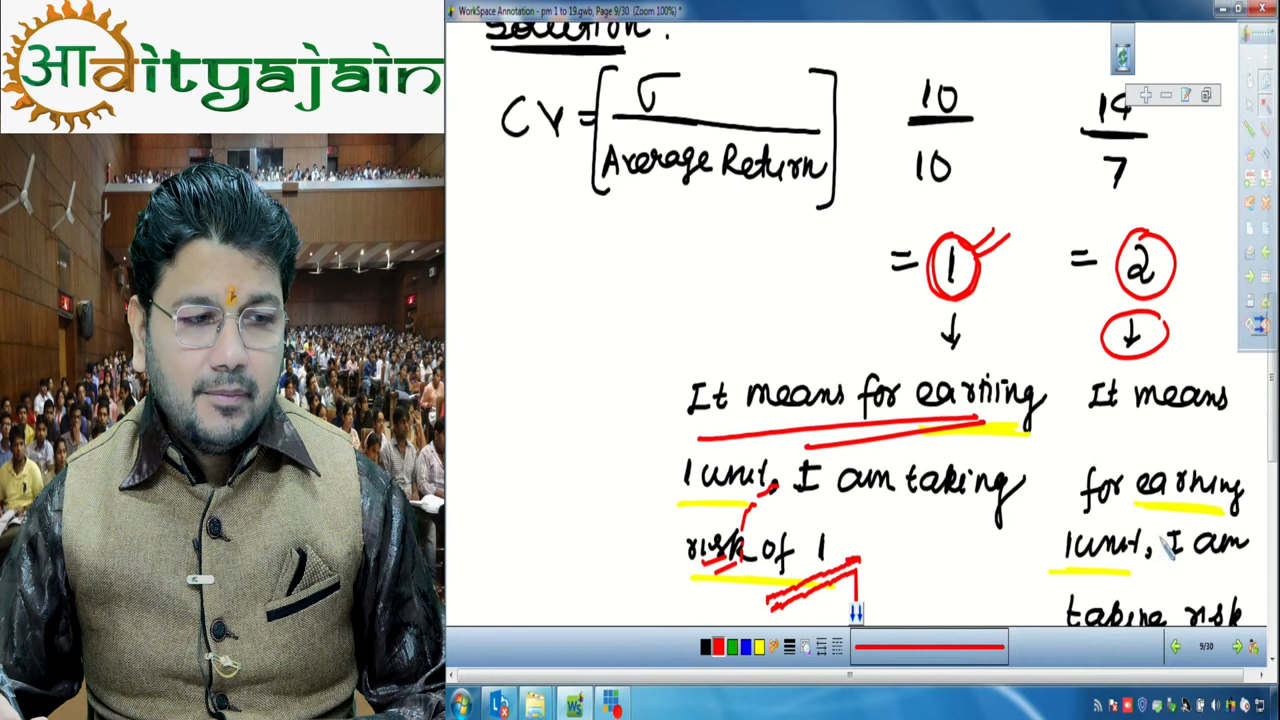 WorkSpace Annotation - pm 1 to 19.gwb, Page 9/30 (Zoom 100%) *
आdityajain
Solution :
CV = [ σ / Average Return ] 10/10 14/7
= 1 = 2
↓ ↓
It means for earning It means
1 unit, I am taking for earning
risk of 1 1 unit, I am
taking risk
9/30